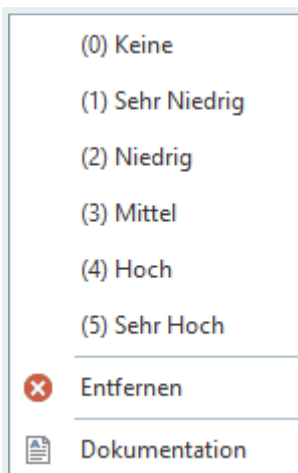 (0) Keine
(1) Sehr Niedrig
(2) Niedrig
(3) Mittel
(4) Hoch
(5) Sehr Hoch
Entfernen
Dokumentation